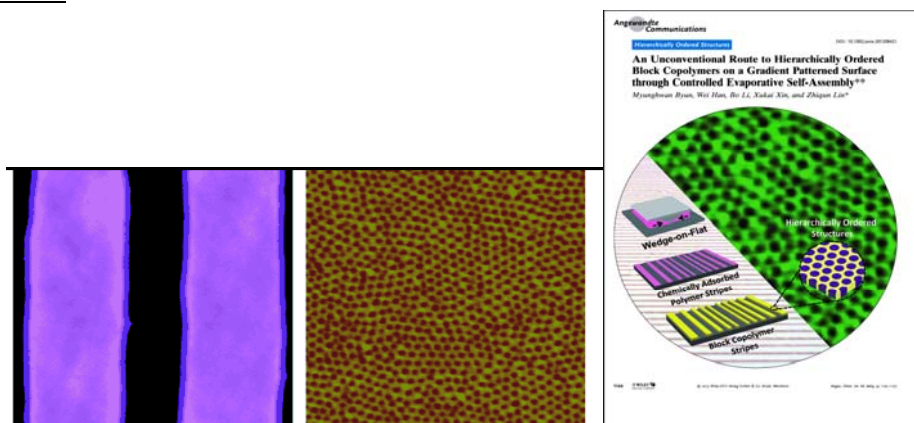 Angewandte
Communications
Hierarchically Ordered Structures
An Unconventional Route to Hierarchically Ordered
Block Copolymers on a Gradient Patterned Surface
through Controlled Evaporative Self-Assembly**
Myunghwan Byun, Wei Han, Bo Li, Xukai Xin, and Zhiqun Lin*
Hierarchically Ordered
Structures
Wedge-on-Flat
Chemically Adsorbed
Polymer Stripes
Block Copolymer
Stripes